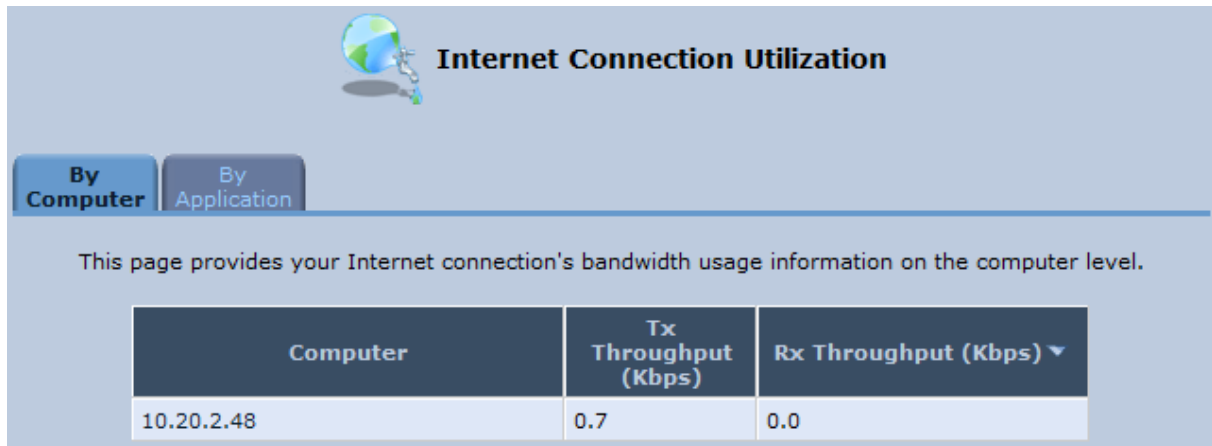 Internet Connection Utilization
By
Computer
By
Application
This page provides your Internet connection's bandwidth usage information on the computer level.
Computer
Tx
Throughput
(Kbps)
Rx Throughput (Kbps)
10.20.2.48
0.7
0.0